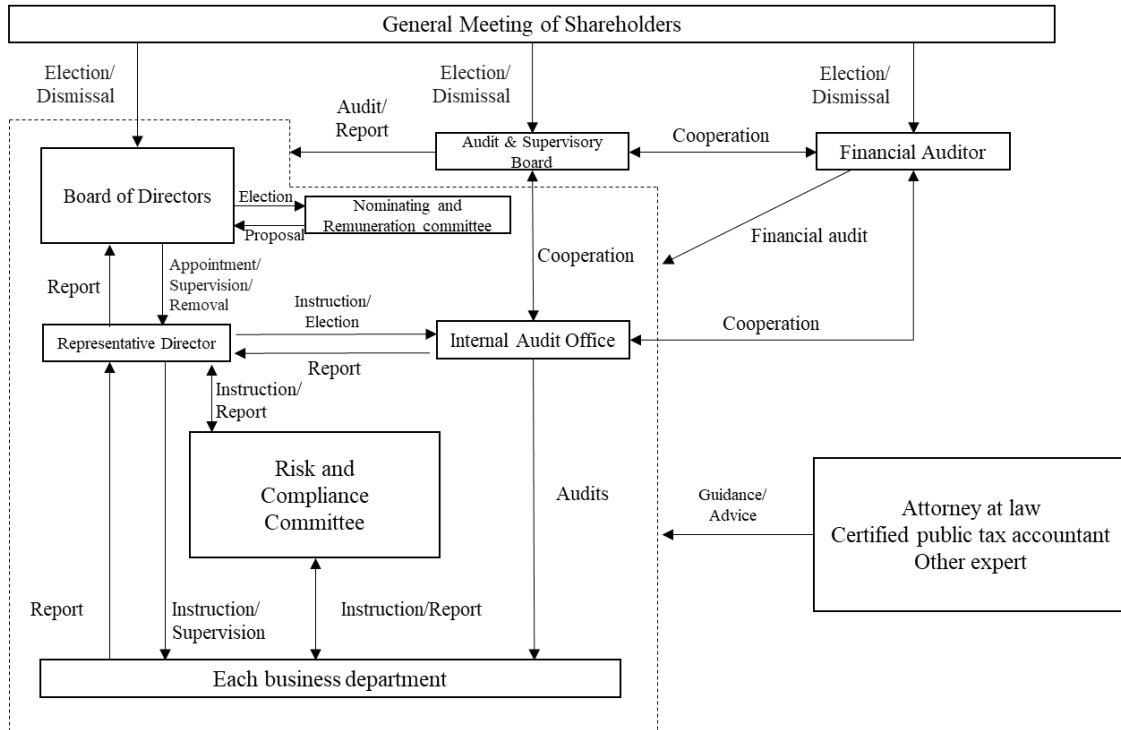 General Meeting of Shareholders
Election/
Dismissal
Election/
Dismissal
Election/
Dismissal
Audit/
Report
Audit & Supervisory
Board
Cooperation
Financial Auditor
Board of Directors
Election
Proposal
Nominating and
Remuneration committee
Financial audit
Cooperation
Report
Appointment/
Supervision/
Removal
Instruction/
Election
Cooperation
Representative Director
Internal Audit Office
Report
Instruction/
Report
Risk and
Compliance
Committee
Audits
Guidance/
Advice
Attorney at law
Certified public tax accountant
Other expert
Report
Instruction/
Supervision
Instruction/Report
Each business department